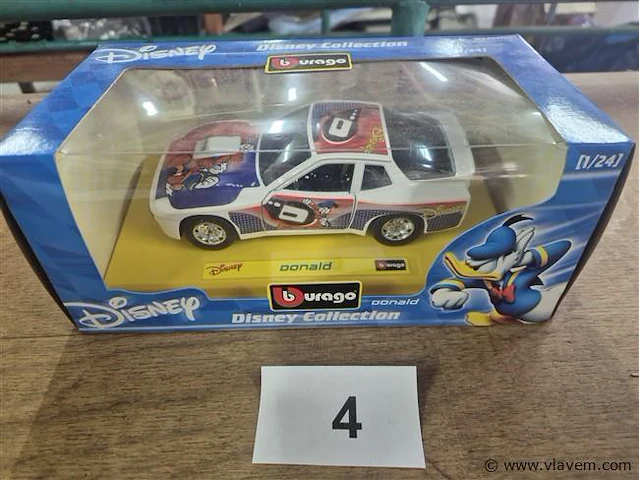 Disney
Disney Collection
Burago
[1/24]
Disney
DONALD
Burago
Disney
Burago
DONALD
Disney Collection
4
© www.vlavem.com